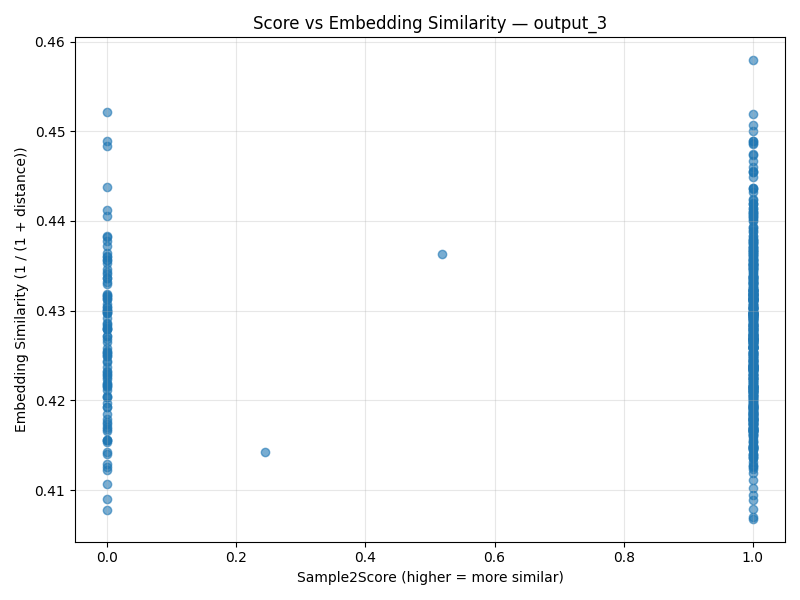 Score vs Embedding Similarity — output_3
Embedding Similarity (1 / (1 + distance))
0.46
0.45
0.44
0.43
0.42
0.41
0.0 0.2 0.4 0.6 0.8 1.0
Sample2Score (higher = more similar)